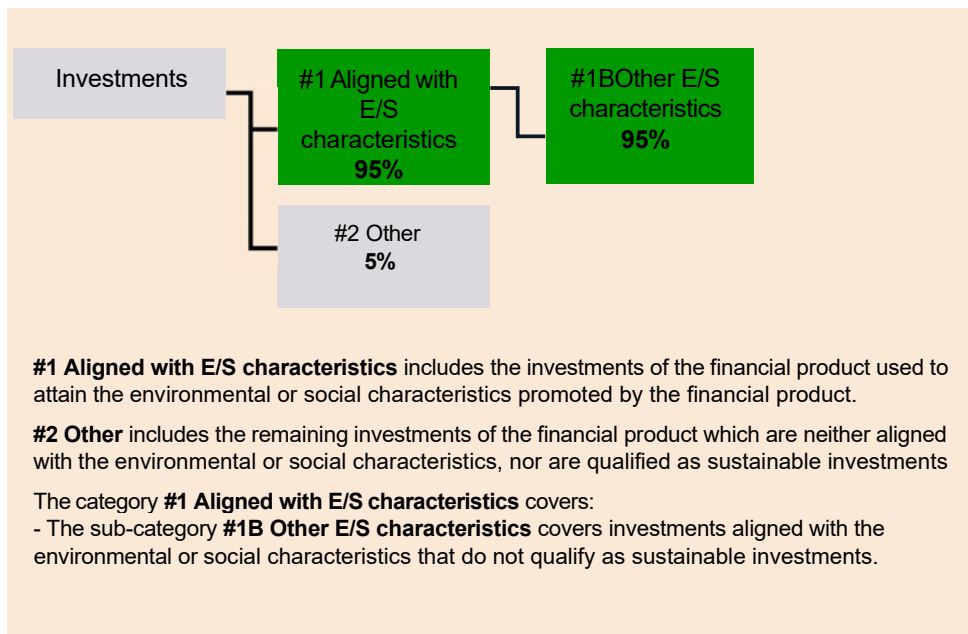 Investments
#1 Aligned with
E/S
characteristics
95%
#1BOther E/S
characteristics
95%
#2 Other
5%
#1 Aligned with E/S characteristics includes the investments of the financial product used to
attain the environmental or social characteristics promoted by the financial product.
#2 Other includes the remaining investments of the financial product which are neither aligned
with the environmental or social characteristics, nor are qualified as sustainable investments
The category #1 Aligned with E/S characteristics covers:
- The sub-category #1B Other E/S characteristics covers investments aligned with the
environmental or social characteristics that do not qualify as sustainable investments.